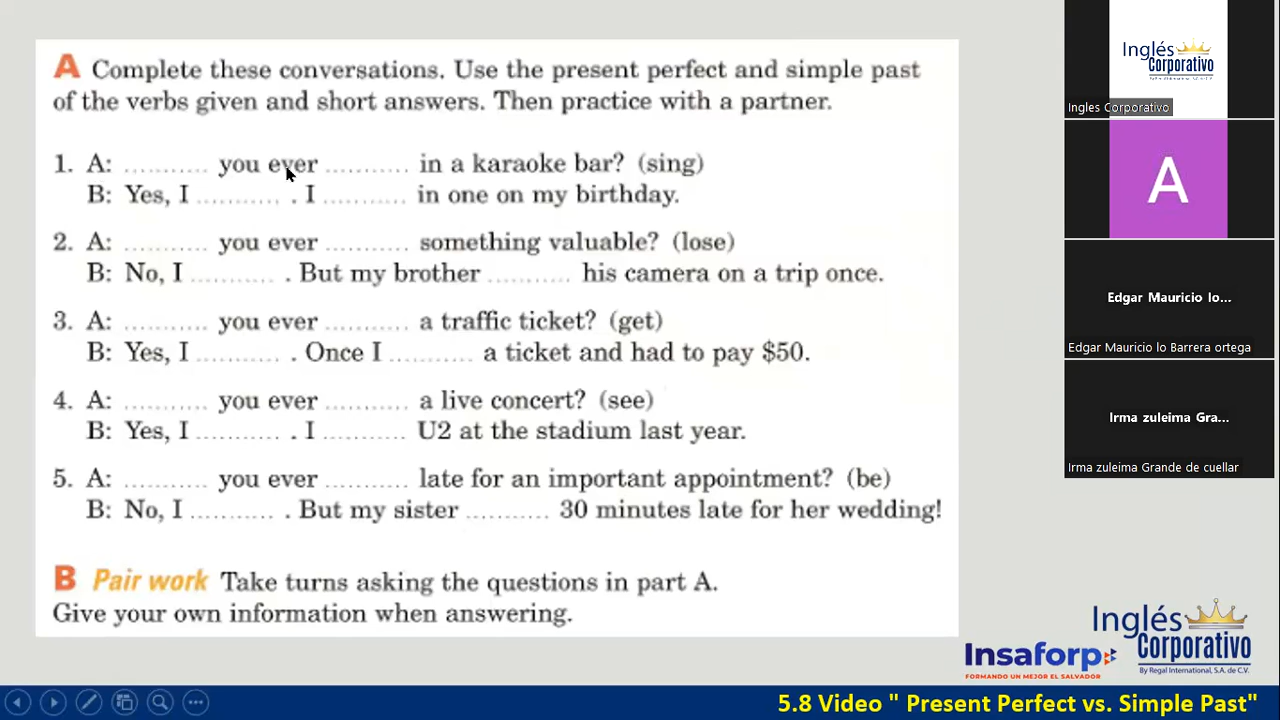 A Complete these conversations. Use the present perfect and simple past
of the verbs given and short answers. Then practice with a partner.
1. A: .......... you ever .......... in a karaoke bar? (sing)
B: Yes, I .......... . I .......... in one on my birthday.
2. A: .......... you ever .......... something valuable? (lose)
B: No, I .......... . But my brother .......... his camera on a trip once.
3. A: .......... you ever .......... a traffic ticket? (get)
B: Yes, I .......... . Once I .......... a ticket and had to pay $50.
4. A: .......... you ever .......... a live concert? (see)
B: Yes, I .......... . I .......... U2 at the stadium last year.
5. A: .......... you ever .......... late for an important appointment? (be)
B: No, I .......... . But my sister .......... 30 minutes late for her wedding!
B Pair work Take turns asking the questions in part A.
Give your own information when answering.
Inglés
Corporativo
By Regal International, S.A. de C.V.
Ingles Corporativo
A
Edgar Mauricio lo...
Edgar Mauricio lo Barrera ortega
Irma zuleima Gra...
Irma zuleima Grande de cuellar
Insaforp
FORMANDO UN MEJOR EL SALVADOR
Inglés
Corporativo
By Regal International, S.A. de C.V.
5.8 Video " Present Perfect vs. Simple Past"